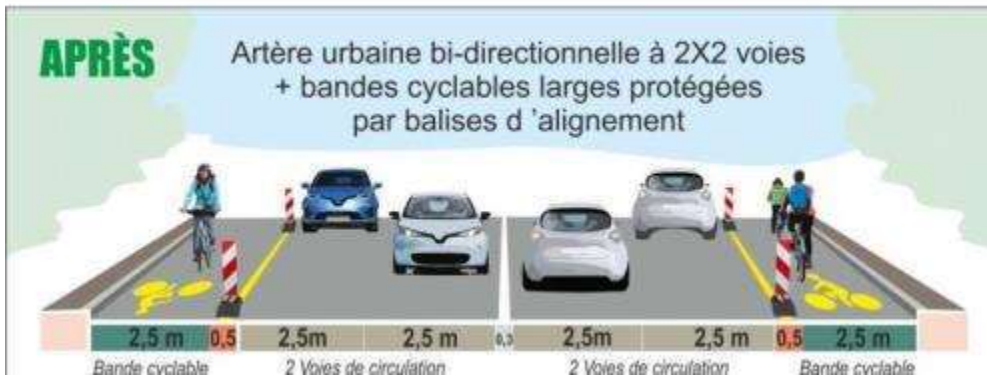 APRÈS
Artère urbaine bi-directionnelle à 2X2 voies
+ bandes cyclables larges protégées
par balises d ’alignement
2,5 m 0,5 2,5m 2,5 m 0,3 2,5m 2,5 m 0,5 2,5 m
Bande cyclable 2 Voies de circulation 2 Voies de circulation Bande cyclable